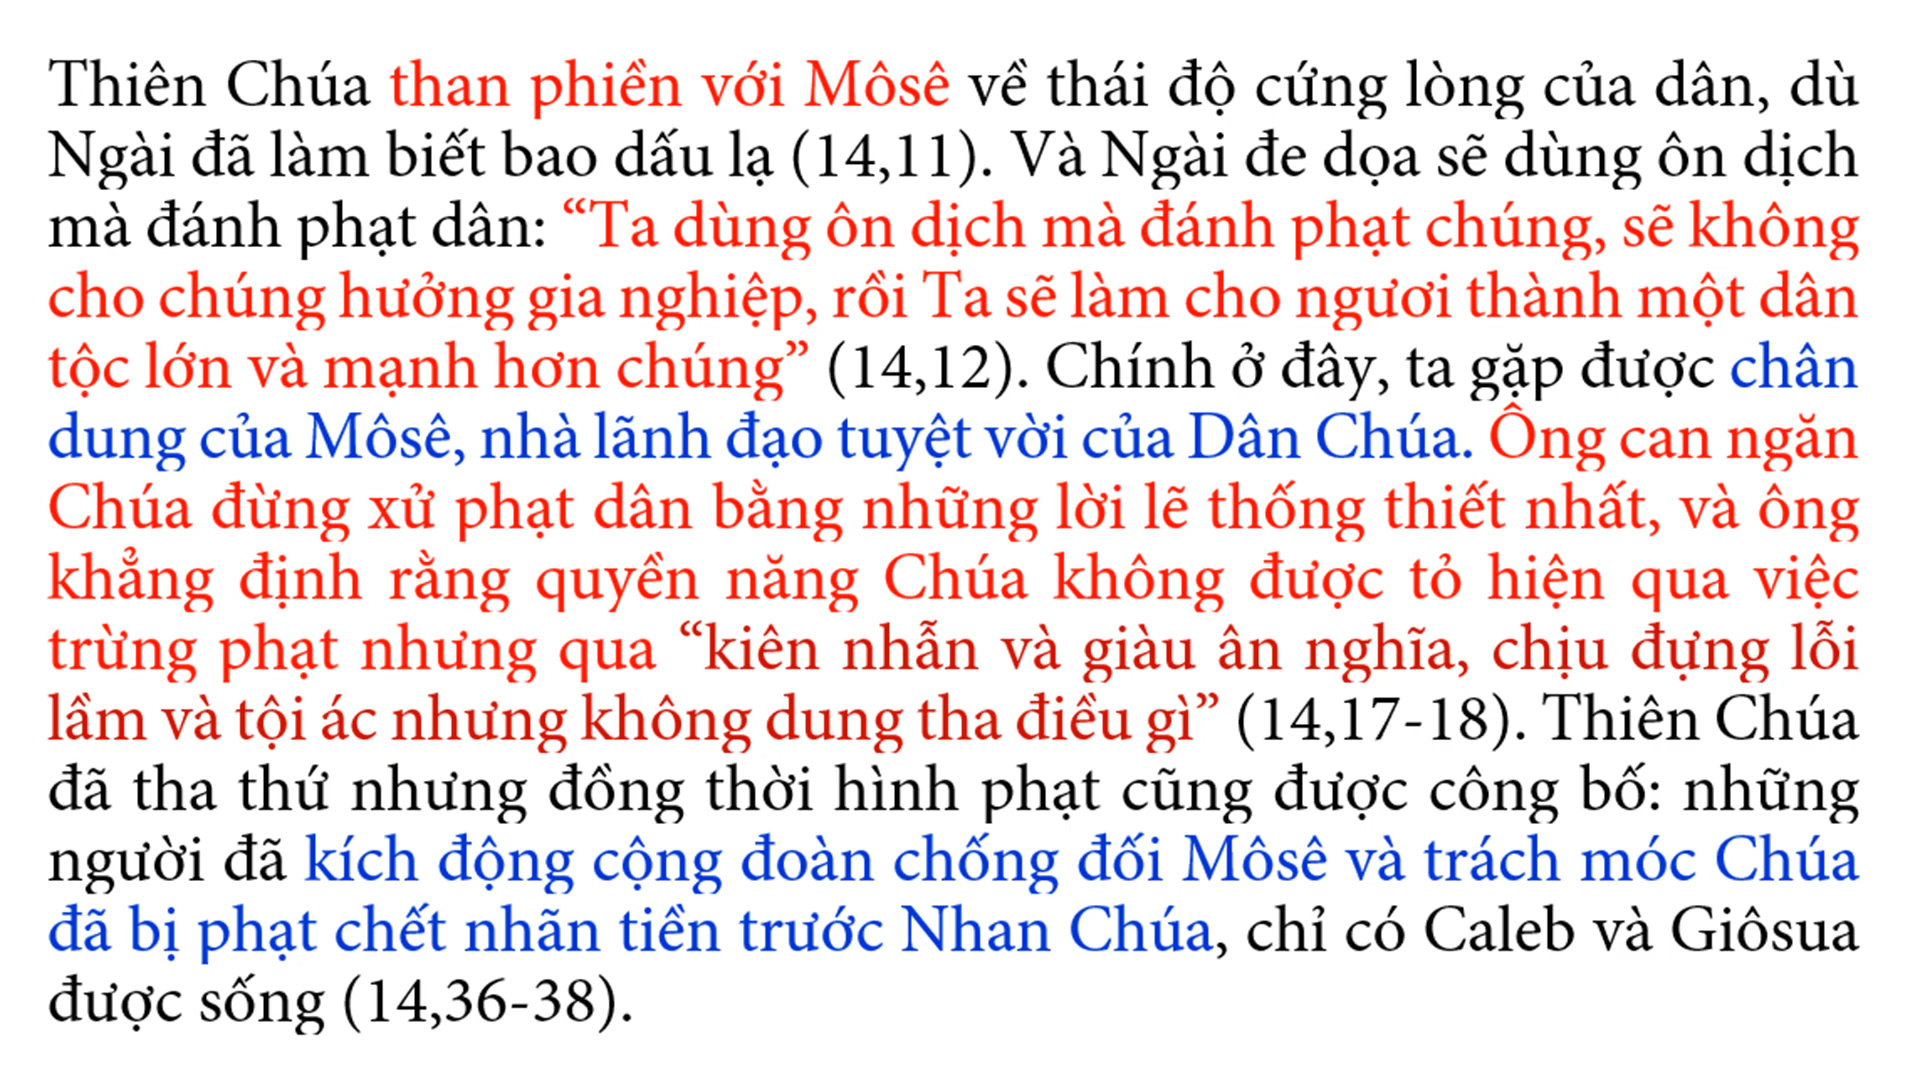 Thiên Chúa than phiền với Môsê về thái độ cứng lòng của dân, dù
Ngài đã làm biết bao dấu lạ (14,11). Và Ngài đe dọa sẽ dùng ôn dịch
mà đánh phạt dân: “Ta dùng ôn dịch mà đánh phạt chúng, sẽ không
cho chúng hưởng gia nghiệp, rồi Ta sẽ làm cho ngươi thành một dân
tộc lớn và mạnh hơn chúng” (14,12). Chính ở đây, ta gặp được chân
dung của Môsê, nhà lãnh đạo tuyệt vời của Dân Chúa. Ông can ngăn
Chúa đừng xử phạt dân bằng những lời lẽ thống thiết nhất, và ông
khẳng định rằng quyền năng Chúa không được tỏ hiện qua việc
trừng phạt nhưng qua “kiên nhẫn và giàu ân nghĩa, chịu đựng lỗi
lầm và tội ác nhưng không dung tha điều gì” (14,17-18). Thiên Chúa
đã tha thứ nhưng đồng thời hình phạt cũng được công bố: những
người đã kích động cộng đoàn chống đối Môsê và trách móc Chúa
đã bị phạt chết nhãn tiền trước Nhan Chúa, chỉ có Caleb và Giôsua
được sống (14,36-38).